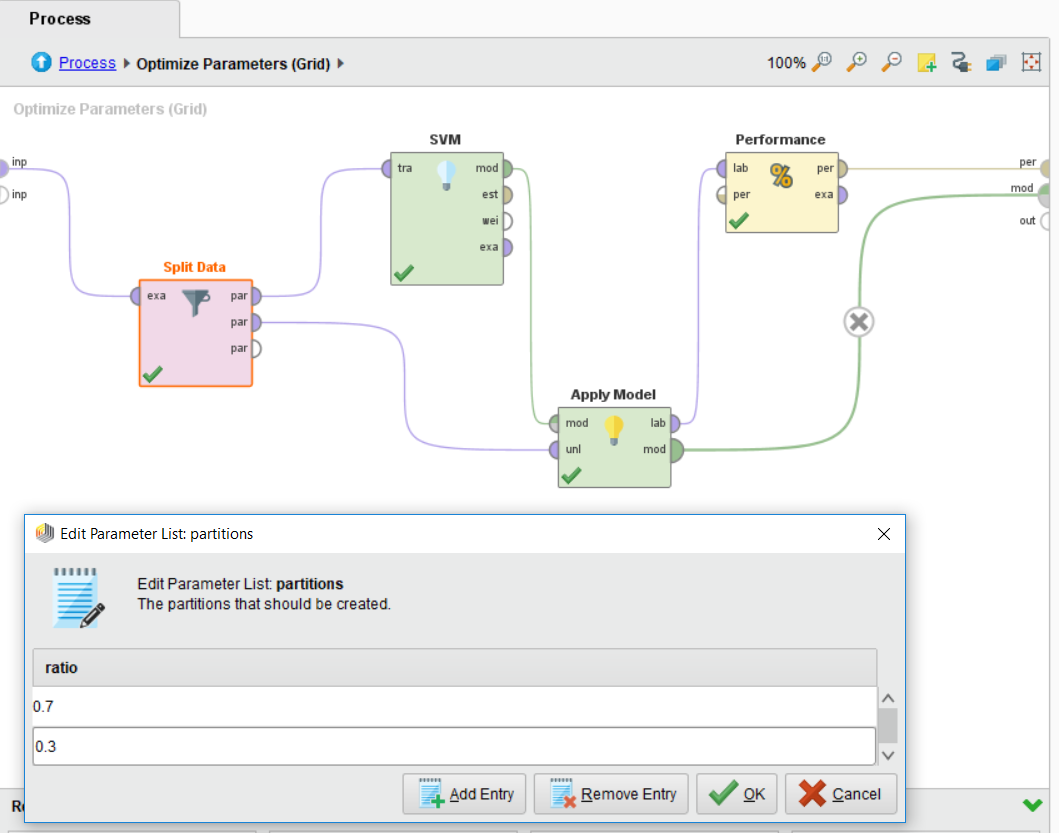 Process
Process Optimize Parameters (Grid)
100%
Optimize Parameters (Grid)
SVM
Performance
inp
inp
tra
mod
est
wei
exa
lab
per
per
exa
per
mod
out
Split Data
exa
par
par
par
Apply Model
mod
unl
lab
mod
Edit Parameter List: partitions
Edit Parameter List: partitions
The partitions that should be created.
ratio
0.7
0.3
Add Entry
Remove Entry
OK
Cancel